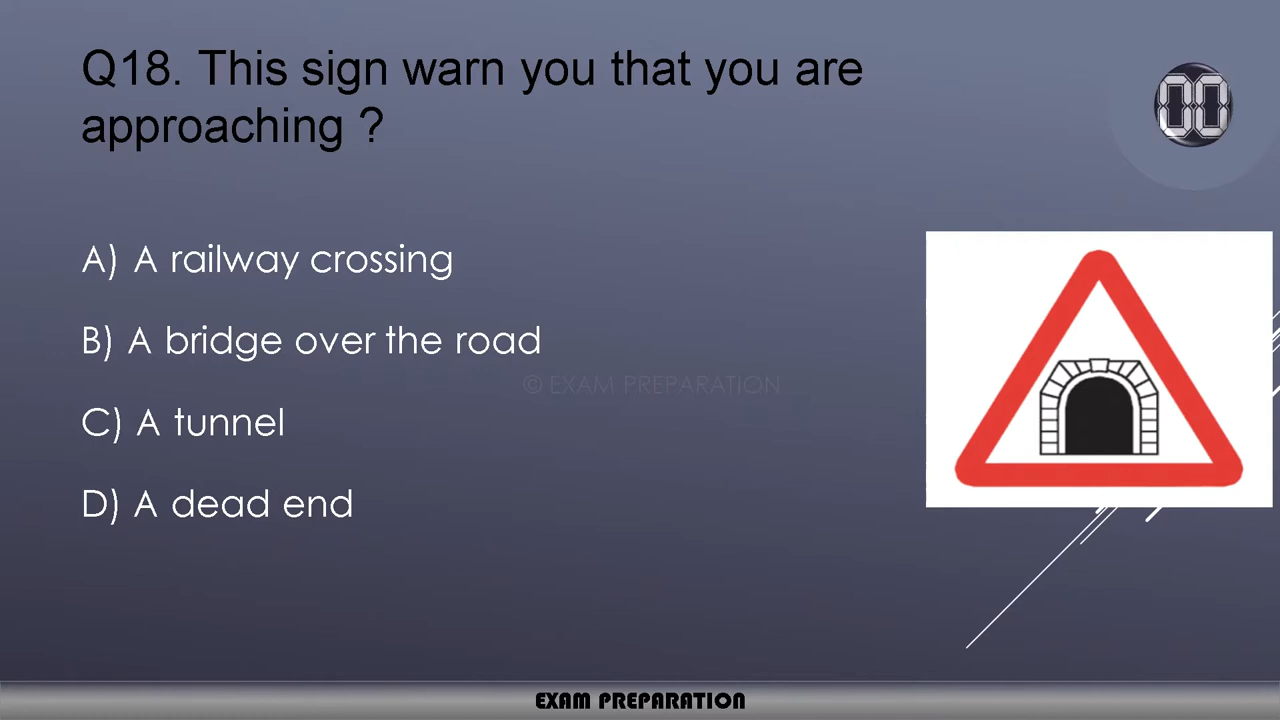 Q18. This sign warn you that you are
approaching ?
00
A) A railway crossing
B) A bridge over the road
© EXAM PREPARATION
C) A tunnel
D) A dead end
EXAM PREPARATION